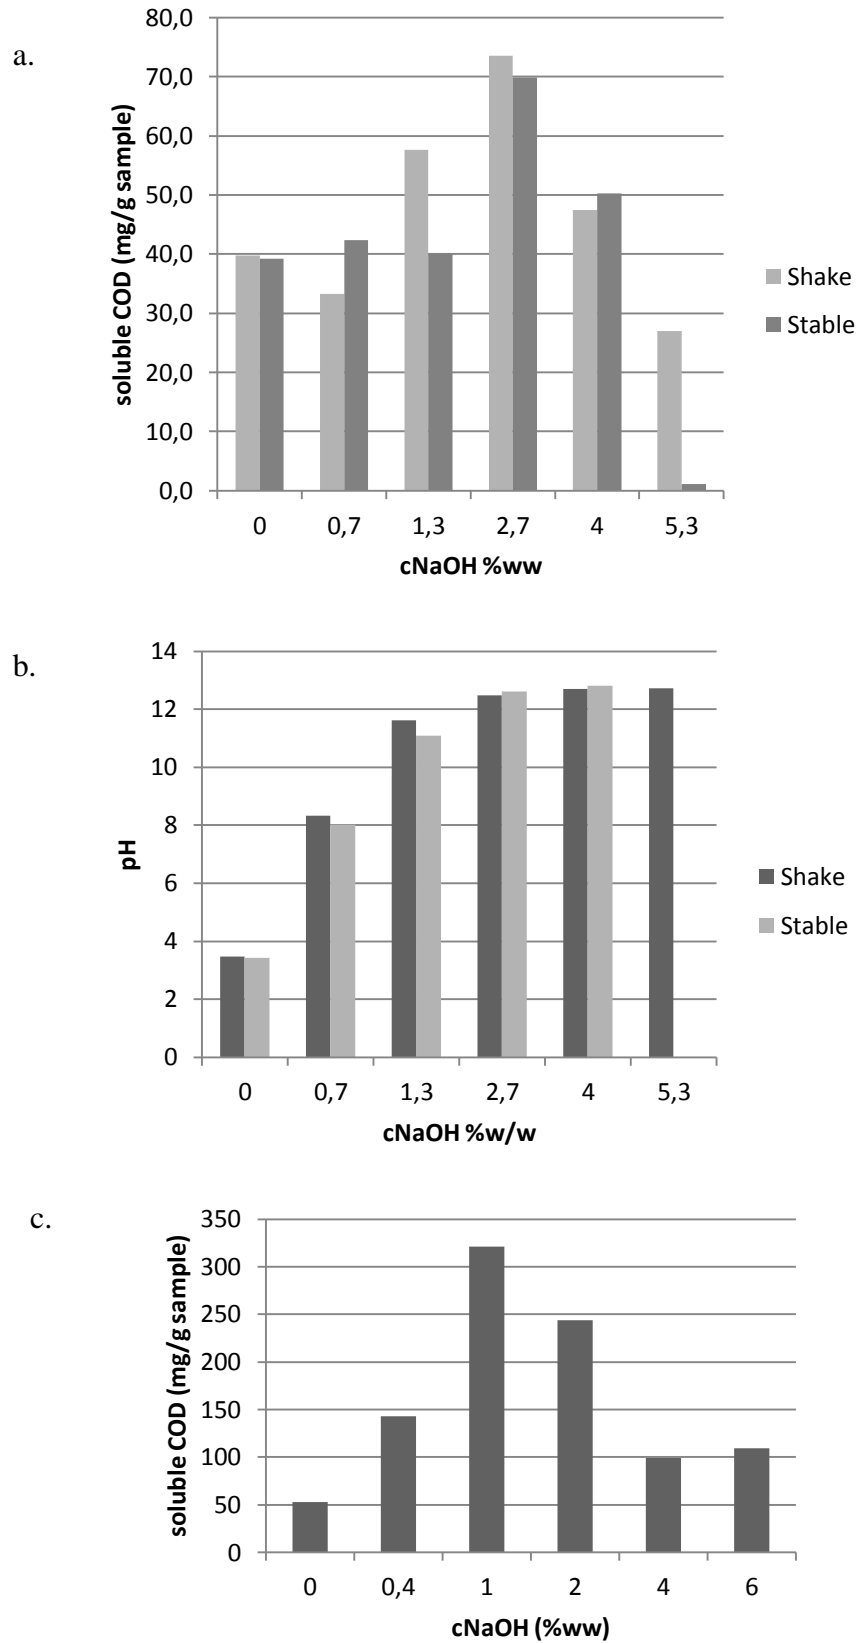 a.
soluble COD (mg/g sample)
80,0
70,0
60,0
50,0
40,0
30,0
20,0
10,0
0,0
0 0,7 1,3 2,7 4 5,3
cNaOH %ww
Shake
Stable
b.
pH
14
12
10
8
6
4
2
0
0 0,7 1,3 2,7 4 5,3
cNaOH %w/w
Shake
Stable
c.
soluble COD (mg/g sample)
350
300
250
200
150
100
50
0
0 0,4 1 2 4 6
cNaOH (%ww)